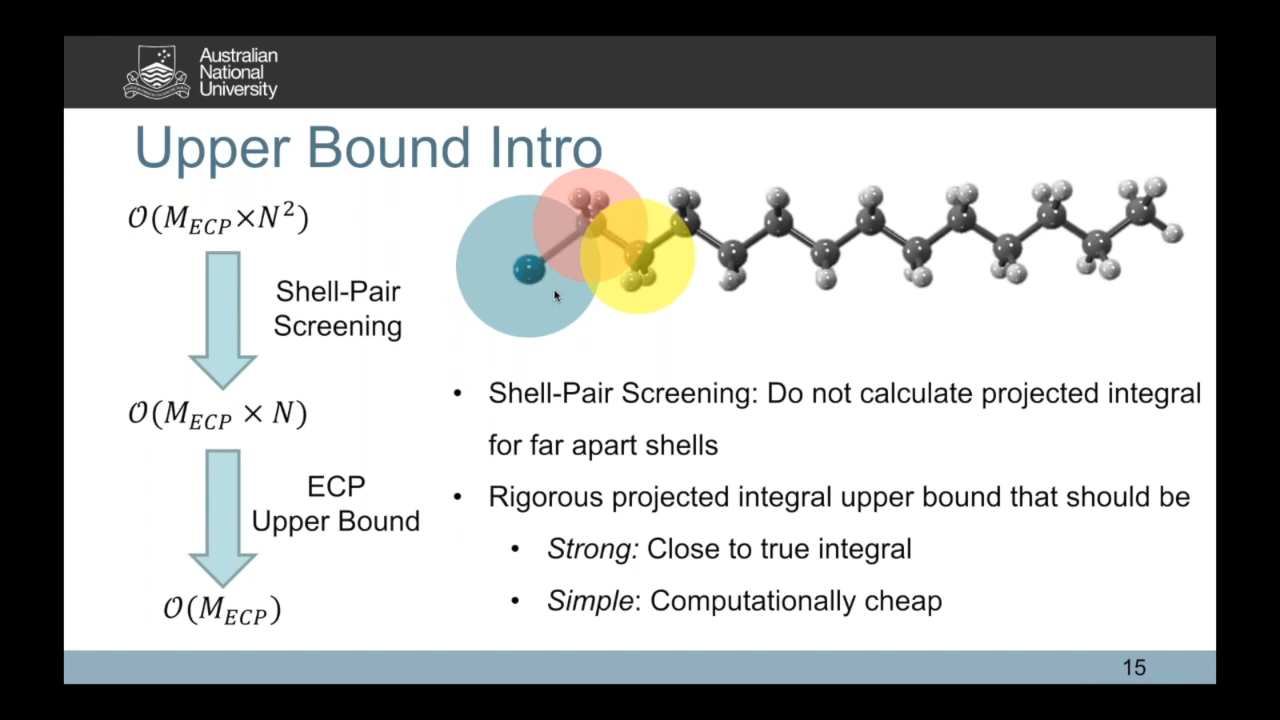 Australian
National
University
Upper Bound Intro
𝒪(M_ECP×N²)
Shell-Pair
Screening
𝒪(M_ECP × N)
ECP
Upper Bound
𝒪(M_ECP)
• Shell-Pair Screening: Do not calculate projected integral
for far apart shells
• Rigorous projected integral upper bound that should be
• Strong: Close to true integral
• Simple: Computationally cheap
15